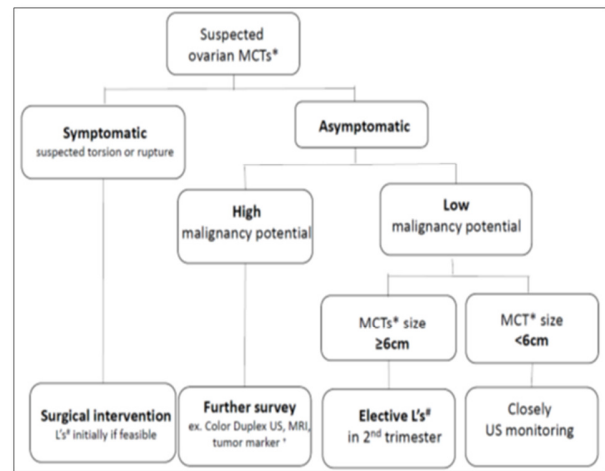 Suspected
ovarian MCTs*
Symptomatic
suspected torsion or rupture
Asymptomatic
High
malignancy potential
Low
malignancy potential
MCTs* size
≥6cm
MCT* size
<6cm
Surgical intervention
L's# initially if feasible
Further survey
ex. Color Duplex US, MRI,
tumor marker
Elective L's#
in 2nd trimester
Closely
US monitoring